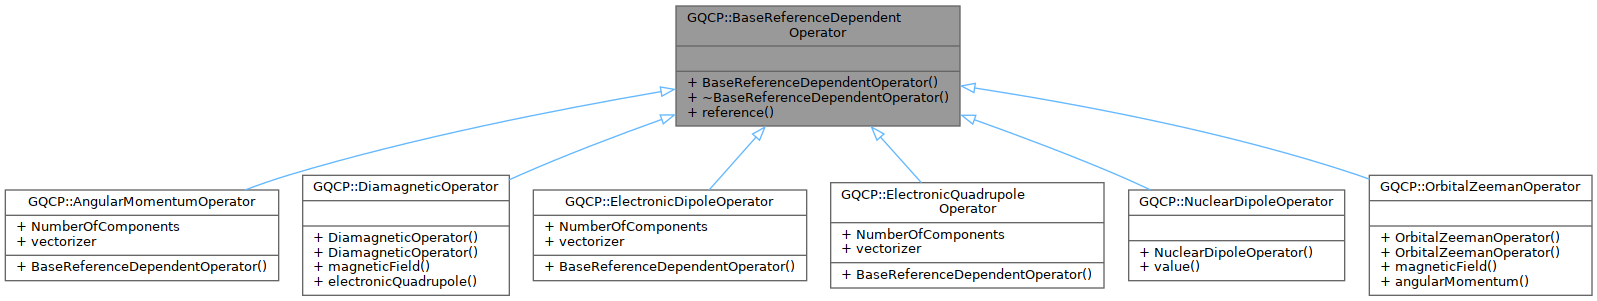 GQCP::BaseReferenceDependent
Operator
+ BaseReferenceDependentOperator()
+ ~BaseReferenceDependentOperator()
+ reference()
GQCP::AngularMomentumOperator
+ NumberOfComponents
+ vectorizer
+ BaseReferenceDependentOperator()
GQCP::DiamagneticOperator
+ DiamagneticOperator()
+ DiamagneticOperator()
+ magneticField()
+ electronicQuadrupole()
GQCP::ElectronicDipoleOperator
+ NumberOfComponents
+ vectorizer
+ BaseReferenceDependentOperator()
GQCP::ElectronicQuadrupole
Operator
+ NumberOfComponents
+ vectorizer
+ BaseReferenceDependentOperator()
GQCP::NuclearDipoleOperator
+ NuclearDipoleOperator()
+ value()
GQCP::OrbitalZeemanOperator
+ OrbitalZeemanOperator()
+ OrbitalZeemanOperator()
+ magneticField()
+ angularMomentum()